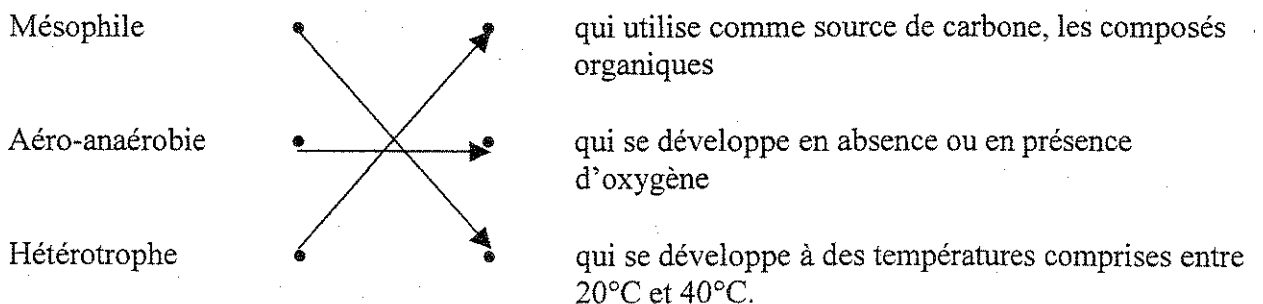 Mésophile
qui utilise comme source de carbone, les composés
organiques
Aéro-anaérobie
qui se développe en absence ou en présence
d'oxygène
Hétérotrophe
qui se développe à des températures comprises entre
20°C et 40°C.